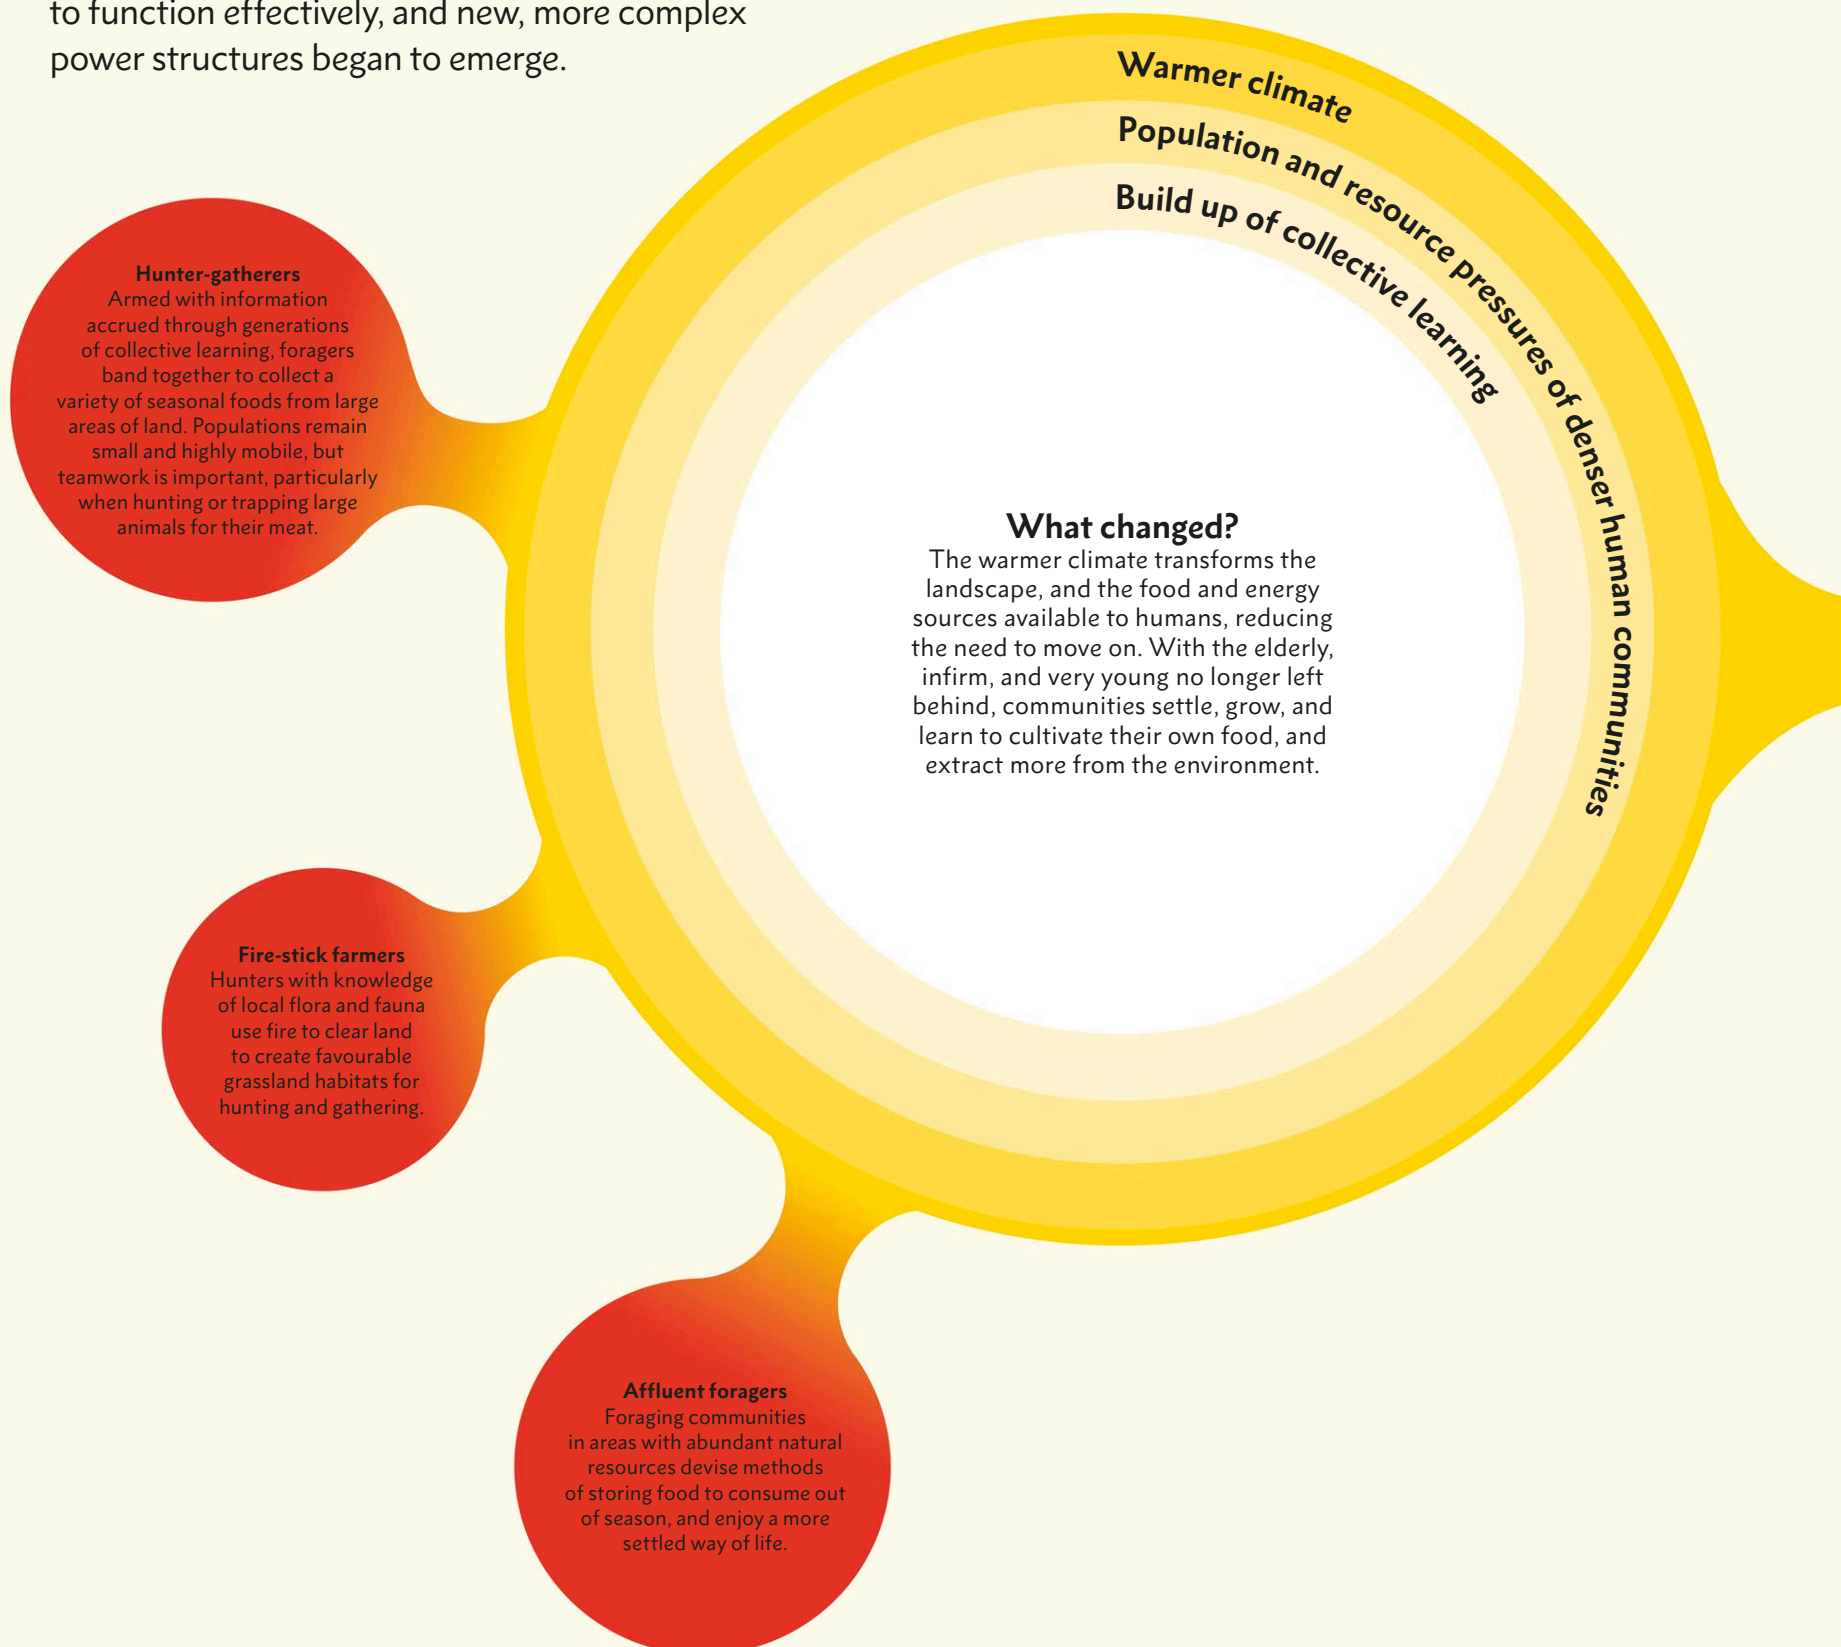 to function effectively, and new, more complex
power structures began to emerge.
Warmer climate
Population and resource pressures of denser human communities
Build up of collective learning
Hunter-gatherers
Armed with information
accrued through generations
of collective learning, foragers
band together to collect a
variety of seasonal foods from large
areas of land. Populations remain
small and highly mobile, but
teamwork is important, particularly
when hunting or trapping large
animals for their meat.
What changed?
The warmer climate transforms the
landscape, and the food and energy
sources available to humans, reducing
the need to move on. With the elderly,
infirm, and very young no longer left
behind, communities settle, grow, and
learn to cultivate their own food, and
extract more from the environment.
Fire-stick farmers
Hunters with knowledge
of local flora and fauna
use fire to clear land
to create favourable
grassland habitats for
hunting and gathering.
Affluent foragers
Foraging communities
in areas with abundant natural
resources devise methods
of storing food to consume out
of season, and enjoy a more
settled way of life.